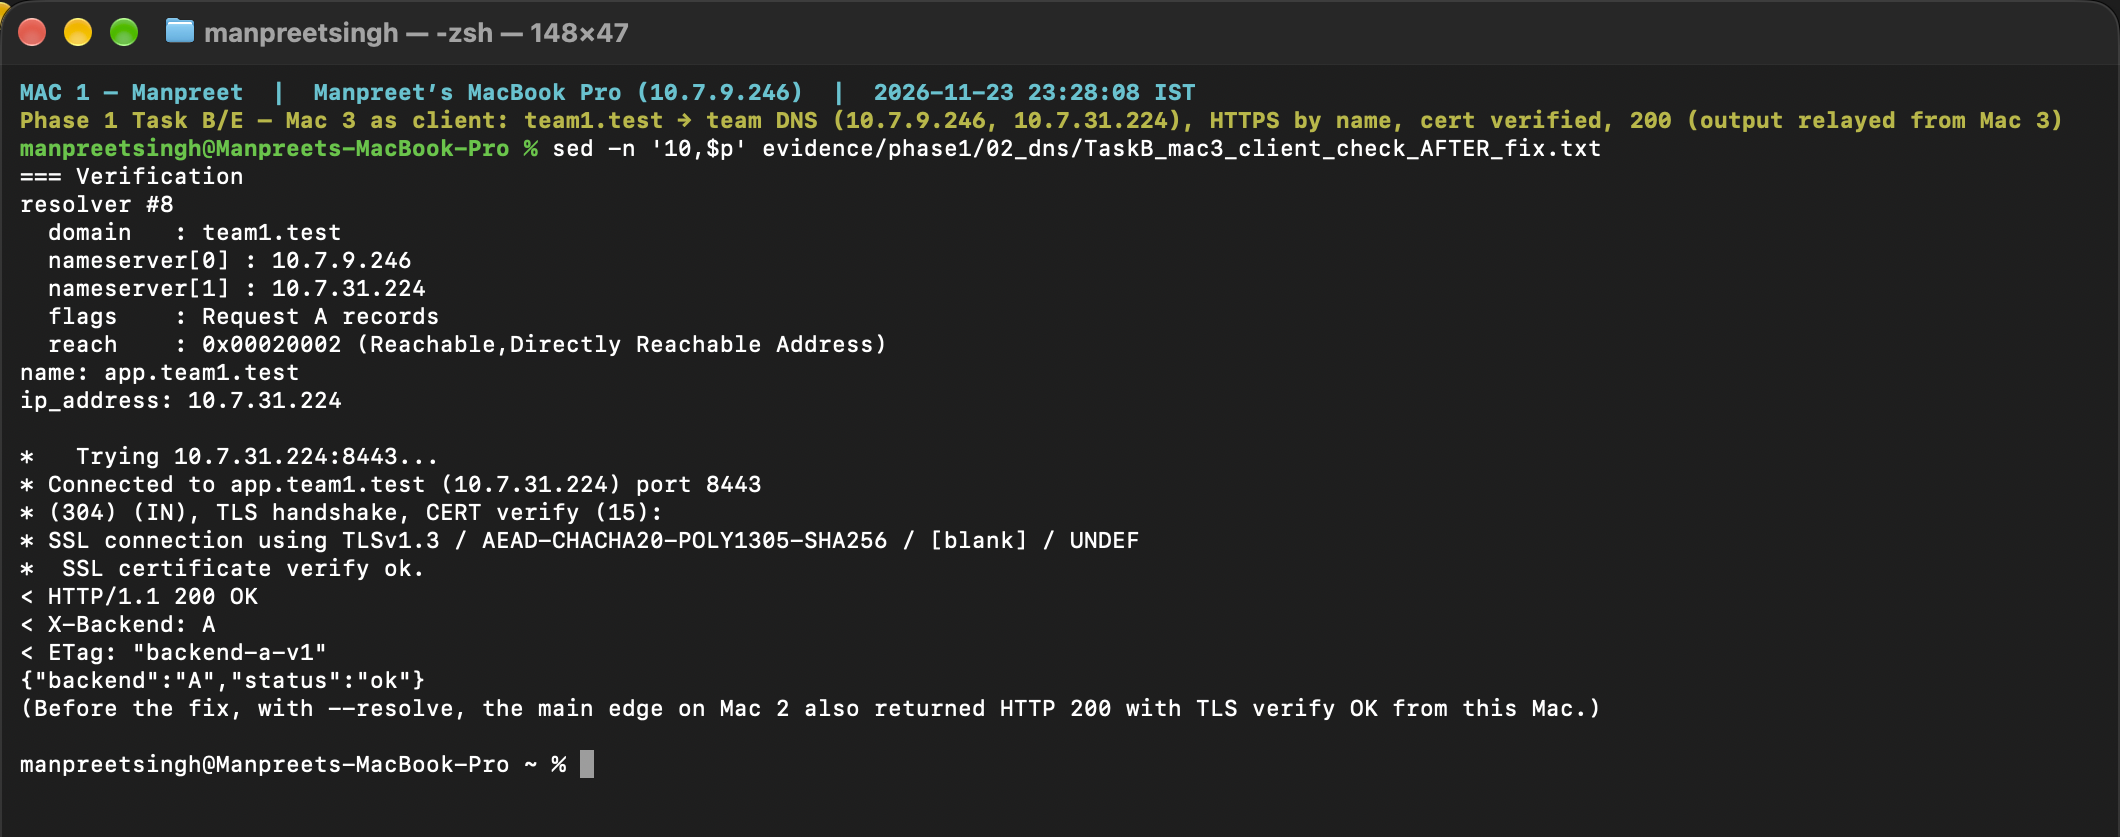 manpreetsingh — -zsh — 148×47
MAC 1 — Manpreet  |  Manpreet’s MacBook Pro (10.7.9.246)  |  2026-11-23 23:28:08 IST
Phase 1 Task B/E — Mac 3 as client: team1.test → team DNS (10.7.9.246, 10.7.31.224), HTTPS by name, cert verified, 200 (output relayed from Mac 3)
manpreetsingh@Manpreets-MacBook-Pro % sed -n '10,$p' evidence/phase1/02_dns/TaskB_mac3_client_check_AFTER_fix.txt
=== Verification
resolver #8
  domain   : team1.test
  nameserver[0] : 10.7.9.246
  nameserver[1] : 10.7.31.224
  flags    : Request A records
  reach    : 0x00020002 (Reachable,Directly Reachable Address)
name: app.team1.test
ip_address: 10.7.31.224
*   Trying 10.7.31.224:8443...
* Connected to app.team1.test (10.7.31.224) port 8443
* (304) (IN), TLS handshake, CERT verify (15):
* SSL connection using TLSv1.3 / AEAD-CHACHA20-POLY1305-SHA256 / [blank] / UNDEF
*  SSL certificate verify ok.
< HTTP/1.1 200 OK
< X-Backend: A
< ETag: "backend-a-v1"
{"backend":"A","status":"ok"}
(Before the fix, with --resolve, the main edge on Mac 2 also returned HTTP 200 with TLS verify OK from this Mac.)
manpreetsingh@Manpreets-MacBook-Pro ~ %